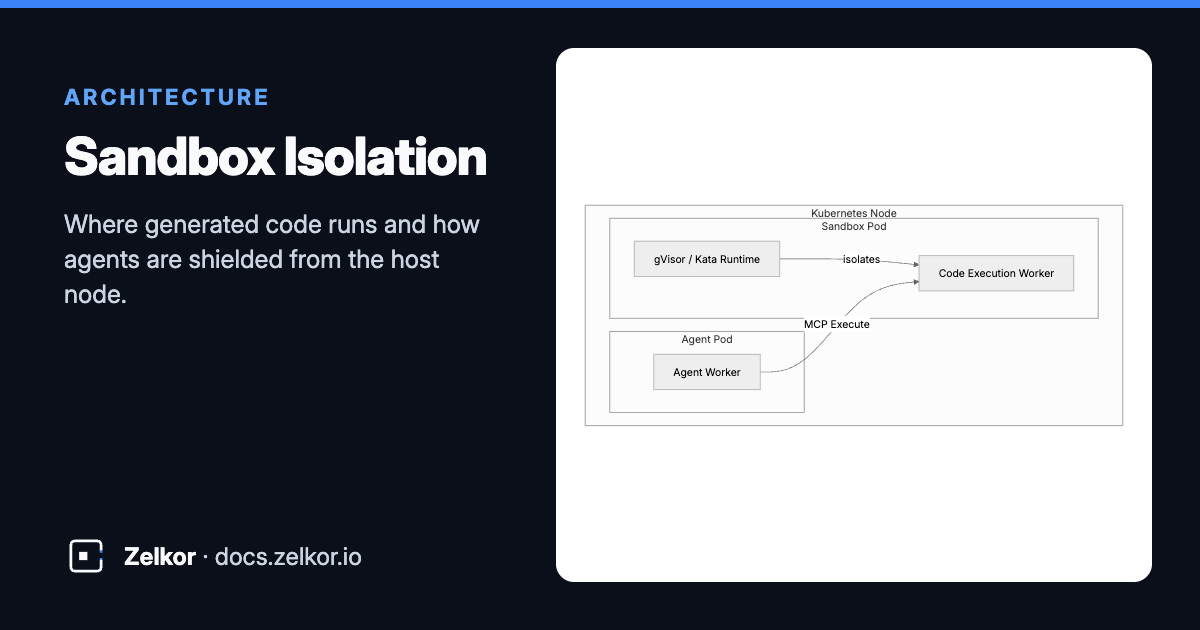 ARCHITECTURE
Sandbox Isolation
Where generated code runs and how
agents are shielded from the host
node.
Kubernetes Node
Sandbox Pod
gVisor / Kata Runtime
isolates
Code Execution Worker
MCP Execute
Agent Pod
Agent Worker
Zelkor · docs.zelkor.io